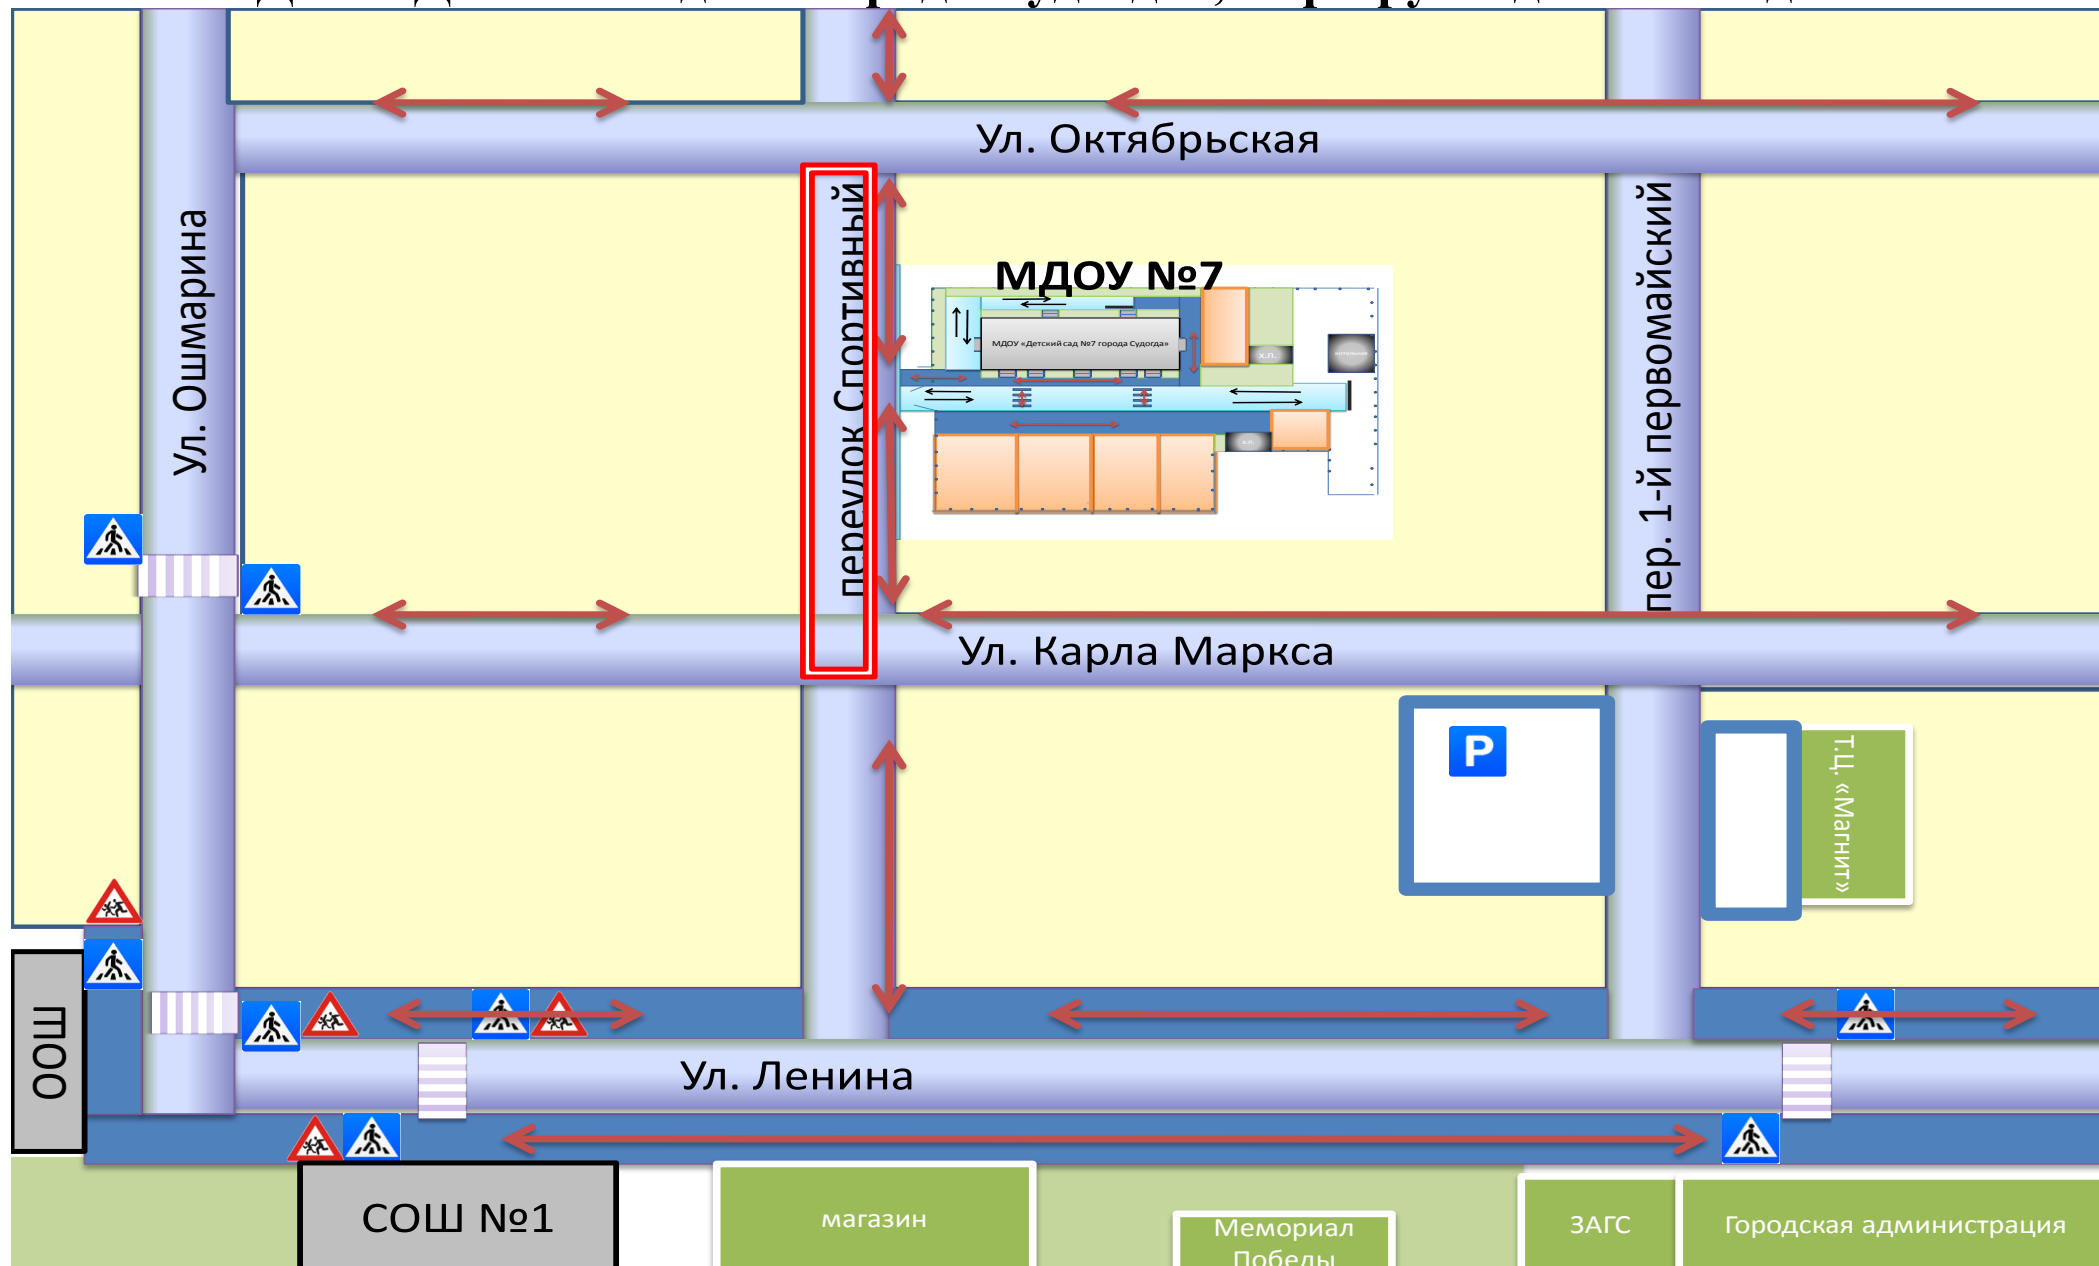 Ул. Октябрьская
Ул. Ошмарина
переулок Спортивный
МДОУ №7
МДОУ «Детский сад №7 города Судогда»
Х.П.
Х.П.
пер. 1-й первомайский
Ул. Карла Маркса
P
Т.Ц. «Магнит»
ООШ
Ул. Ленина
СОШ №1
магазин
Мемориал
Победы
ЗАГС
Городская администрация